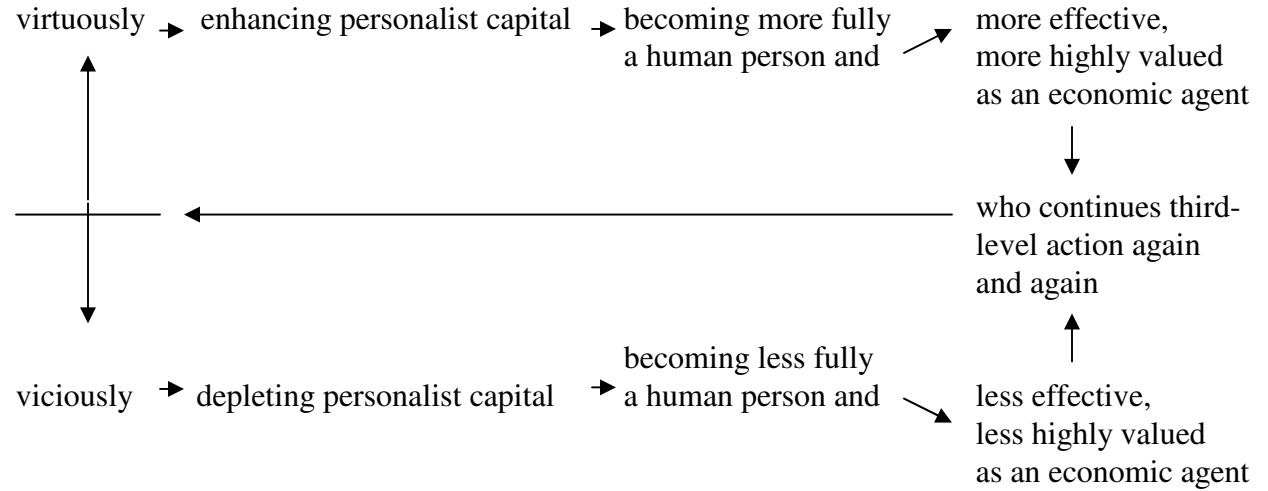 virtuously
enhancing personalist capital
becoming more fully
a human person and
more effective,
more highly valued
as an economic agent
who continues third-
level action again
and again
viciously
depleting personalist capital
becoming less fully
a human person and
less effective,
less highly valued
as an economic agent